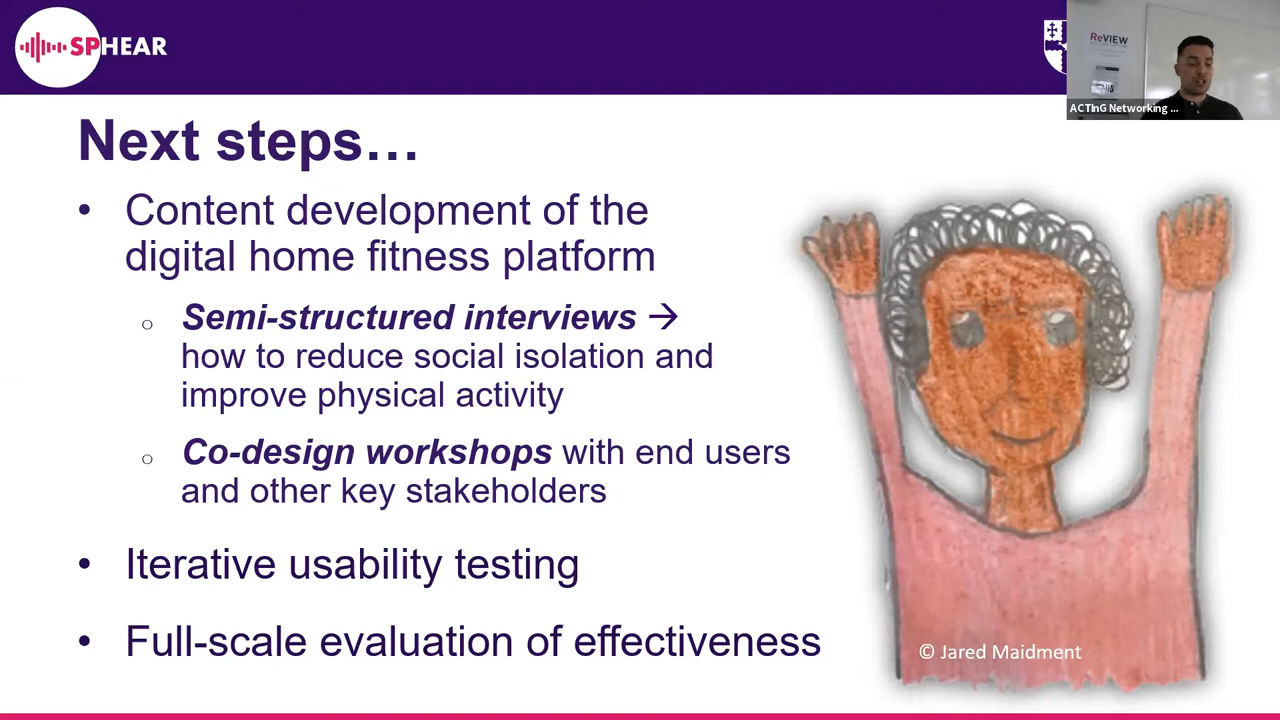 SPHEAR
ReVIEW
ACTInG Networking ...
Next steps…
• Content development of the
digital home fitness platform
o Semi-structured interviews →
how to reduce social isolation and
improve physical activity
o Co-design workshops with end users
and other key stakeholders
• Iterative usability testing
• Full-scale evaluation of effectiveness
© Jared Maidment